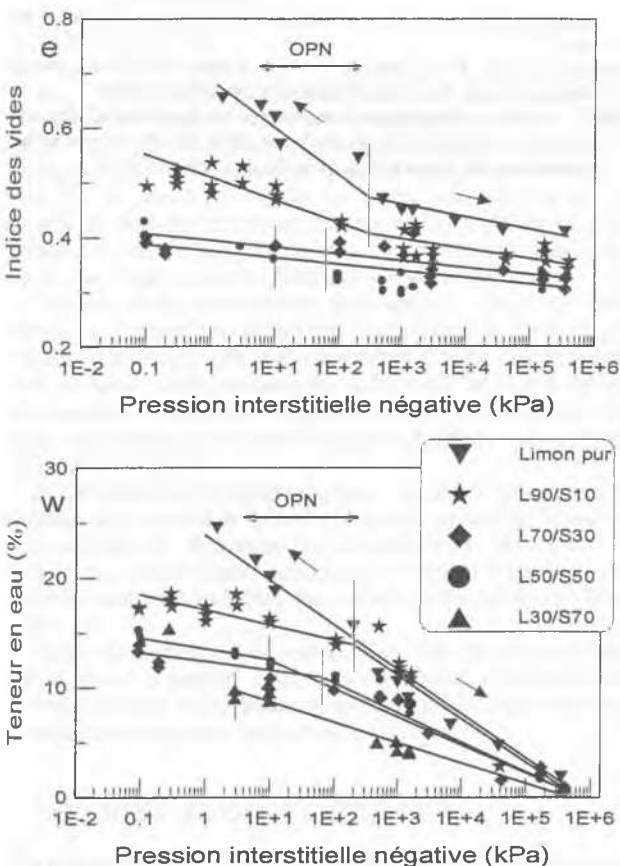 0.8
OPN
0.6
0.4
0.2
Indice des vides
e
1E-2
0.1
1
1E+1
1E+2
1E+3
1E+4
1E+5
1E+6
Pression interstitielle négative (kPa)
30
W
OPN
20
10
0
Teneur en eau (%)
Limon pur
L90/S10
L70/S30
L50/S50
L30/S70
1E-2
0,1
1
1E+1
1E+2
1E+3
1E+4
1E+5
1E+6
Pression interstitielle négative (kPa)